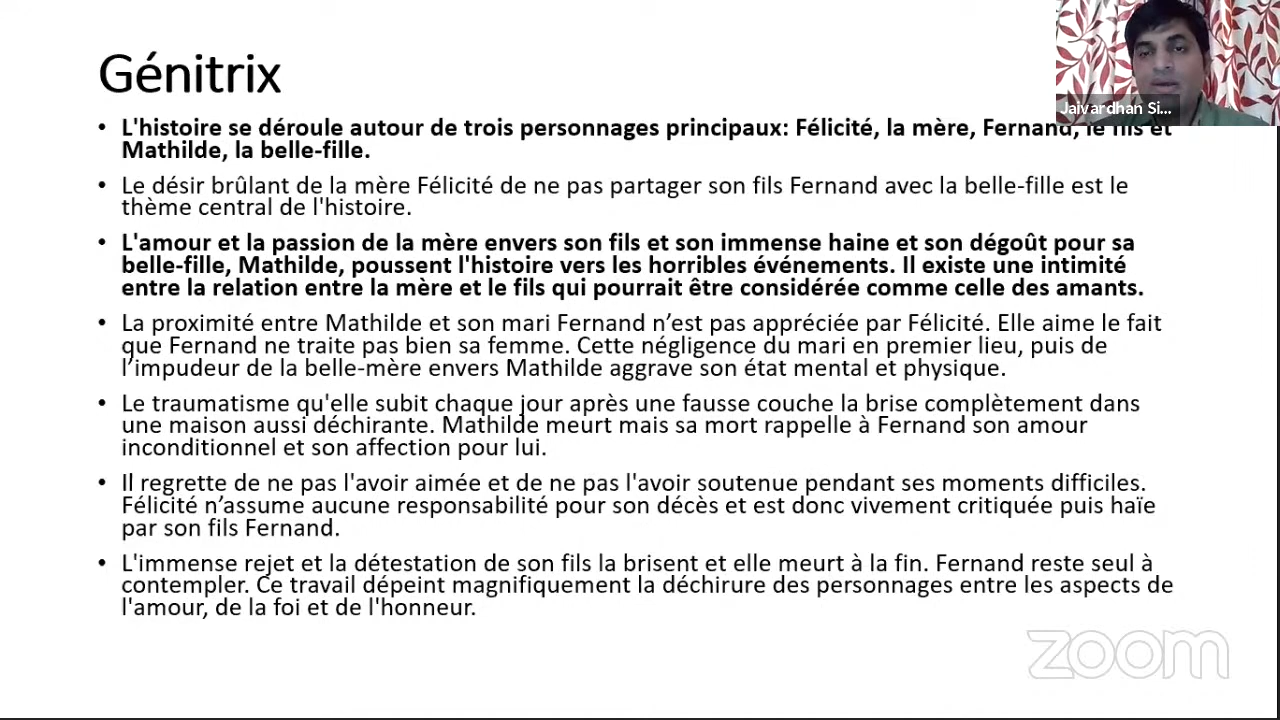 Génitrix
Jaivardhan Si...
• L'histoire se déroule autour de trois personnages principaux: Félicité, la mère, Fernand, le fils et
Mathilde, la belle-fille.
• Le désir brûlant de la mère Félicité de ne pas partager son fils Fernand avec la belle-fille est le
thème central de l'histoire.
• L'amour et la passion de la mère envers son fils et son immense haine et son dégoût pour sa
belle-fille, Mathilde, poussent l'histoire vers les horribles événements. Il existe une intimité
entre la relation entre la mère et le fils qui pourrait être considérée comme celle des amants.
• La proximité entre Mathilde et son mari Fernand n’est pas appréciée par Félicité. Elle aime le fait
que Fernand ne traite pas bien sa femme. Cette négligence du mari en premier lieu, puis de
l’impudeur de la belle-mère envers Mathilde aggrave son état mental et physique.
• Le traumatisme qu'elle subit chaque jour après une fausse couche la brise complètement dans
une maison aussi déchirante. Mathilde meurt mais sa mort rappelle à Fernand son amour
inconditionnel et son affection pour lui.
• Il regrette de ne pas l'avoir aimée et de ne pas l'avoir soutenue pendant ses moments difficiles.
Félicité n’assume aucune responsabilité pour son décès et est donc vivement critiquée puis haïe
par son fils Fernand.
• L'immense rejet et la détestation de son fils la brisent et elle meurt à la fin. Fernand reste seul à
contempler. Ce travail dépeint magnifiquement la déchirure des personnages entre les aspects de
l'amour, de la foi et de l'honneur.
zoom